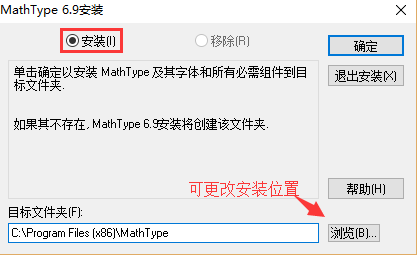 MathType 6.9安装
安装(I)
移除(R)
确定
单击确定以安装 MathType 及其字体和所有必需组件到目
标文件夹.
退出安装(X)
如果其不存在, MathType 6.9安装将创建该文件夹.
可更改安装位置
帮助(H)
目标文件夹(F):
C:\Program Files (x86)\MathType
浏览(B)...